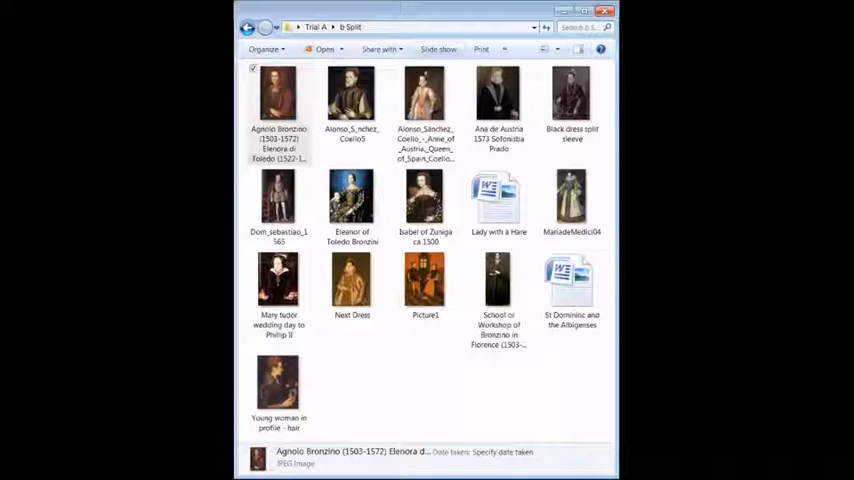 Trial A b Split
Search b S...
Organize Open Share with Slide show Print »
Agnolo Bronzino
(1503-1572)
Elenora di
Toledo (1522-1...
Alonso_S_nchez_
Coello5
Alonso_Sánchez_
Coello_-_Anne_of
_Austria,_Queen_
of_Spain_Coello...
Ana de Austria
1573 Sofonisba
Prado
Black dress split
sleeve
Dom_sebastiao_1
565
Eleanor of
Toledo Bronzini
Isabel of Zuniga
ca 1500
Lady with a Hare
MariadeMedici04
Mary tudor
wedding day to
Phillip II
Next Dress
Picture1
School or
Workshop of
Bronzino in
Florence (1503-...
St Domininc and
the Albigenses
Young woman in
profile - hair
Agnolo Bronzino (1503-1572) Elenora d... Date taken: Specify date taken
JPEG Image